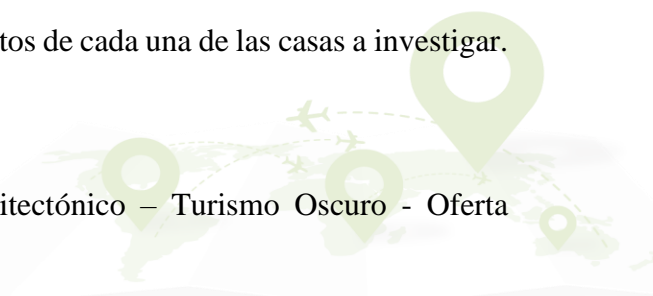 tos de cada una de las casas a investigar.
itectónico – Turismo Oscuro - Oferta